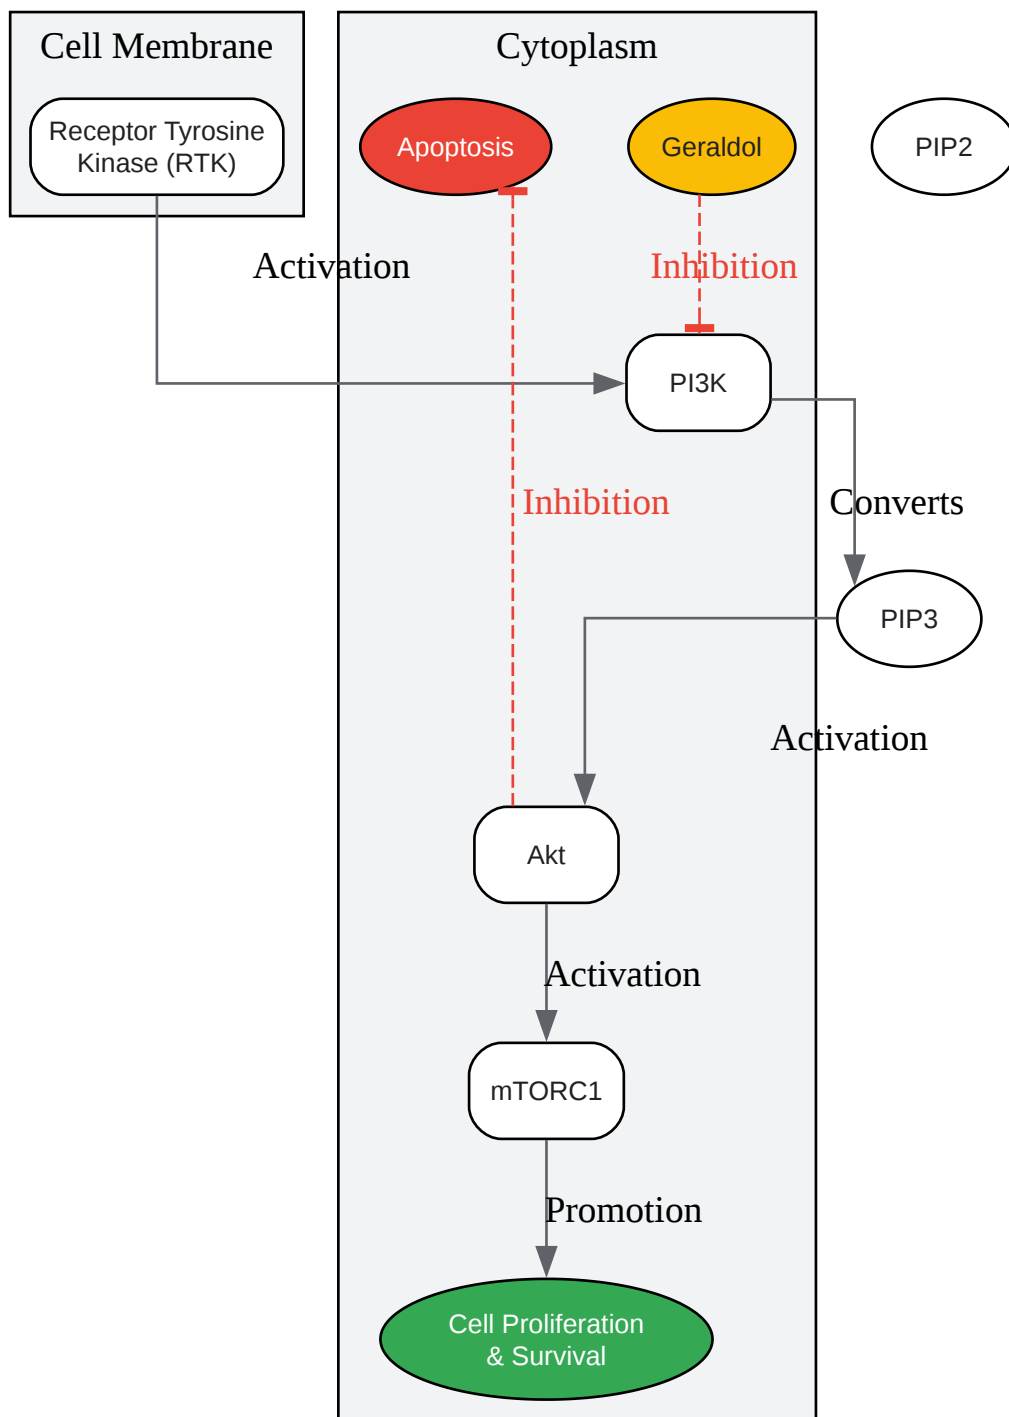 Cell Membrane
Cytoplasm
Receptor Tyrosine
Kinase (RTK)
Apoptosis
Geraldol
PIP2
Activation
Inhibition
PI3K
Inhibition
Converts
PIP3
Activation
Akt
Activation
mTORC1
Promotion
Cell Proliferation
& Survival